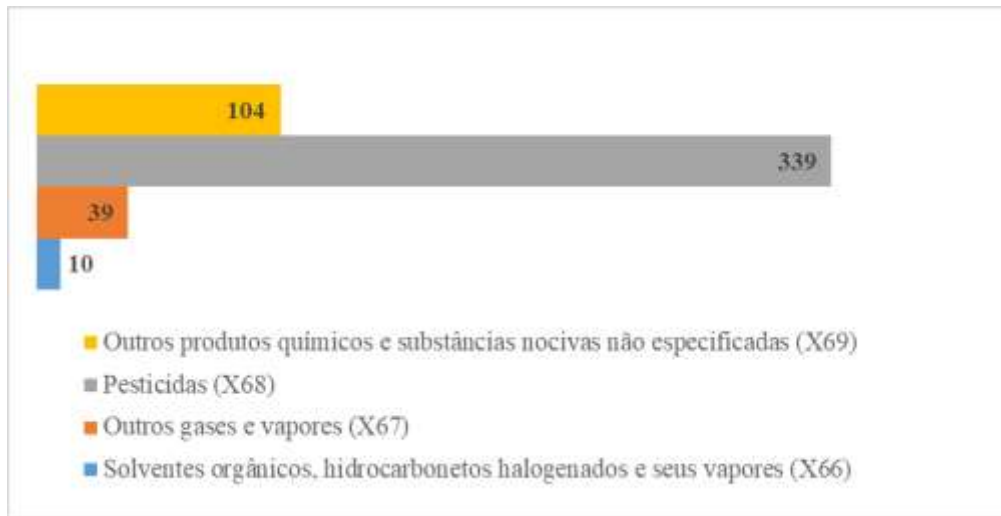 104
339
39
10
Outros produtos químicos e substâncias nocivas não especificadas (X69)
Pesticidas (X68)
Outros gases e vapores (X67)
Solventes orgânicos, hidrocarbonetos halogenados e seus vapores (X66)